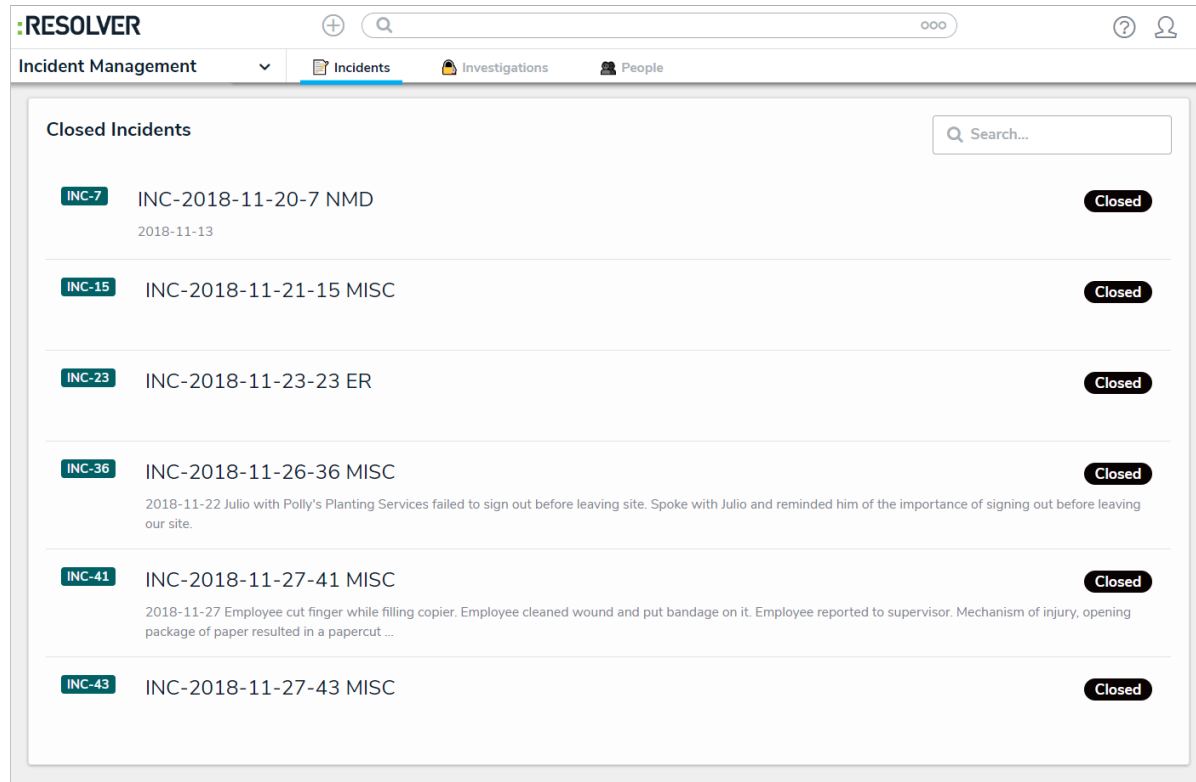 :RESOLVER
Incident Management
Incidents
Investigations
People
Closed Incidents
Search...
INC-7
INC-2018-11-20-7 NMD
Closed
2018-11-13
INC-15
INC-2018-11-21-15 MISC
Closed
INC-23
INC-2018-11-23-23 ER
Closed
INC-36
INC-2018-11-26-36 MISC
Closed
2018-11-22 Julio with Polly's Planting Services failed to sign out before leaving site. Spoke with Julio and reminded him of the importance of signing out before leaving
our site.
INC-41
INC-2018-11-27-41 MISC
Closed
2018-11-27 Employee cut finger while filling copier. Employee cleaned wound and put bandage on it. Employee reported to supervisor. Mechanism of injury, opening
package of paper resulted in a papercut ...
INC-43
INC-2018-11-27-43 MISC
Closed